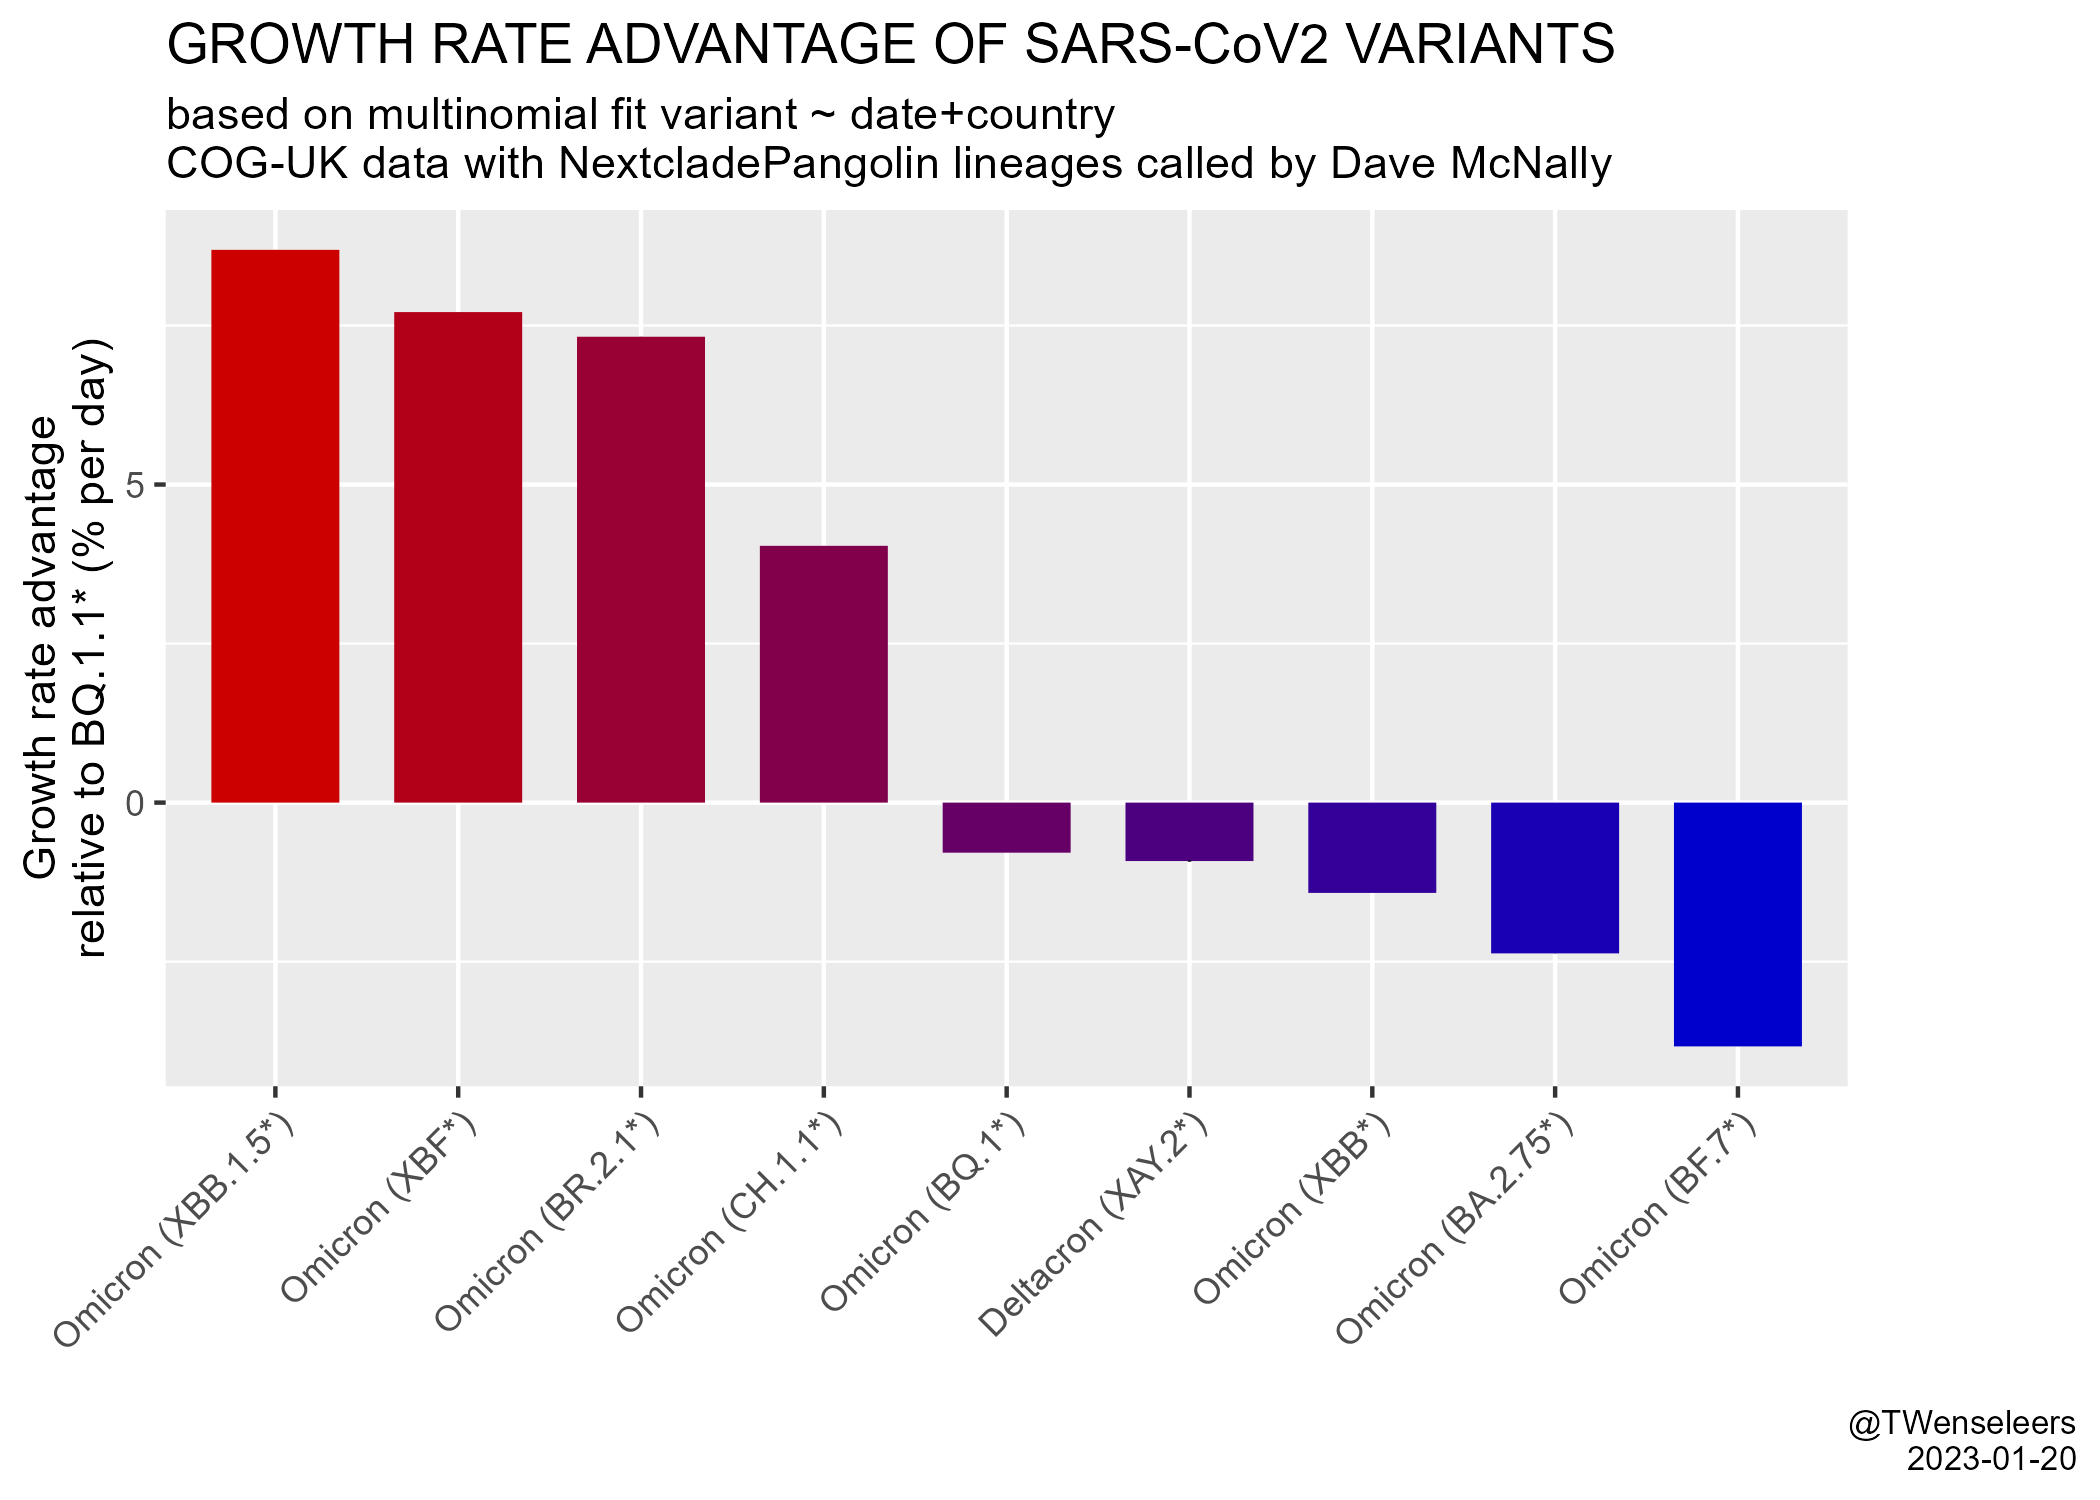 GROWTH RATE ADVANTAGE OF SARS-CoV2 VARIANTS
based on multinomial fit variant ~ date+country
COG-UK data with NextcladePangolin lineages called by Dave McNally
Growth rate advantage
relative to BQ.1.1* (% per day)
5
0
Omicron (XBB.1.5*)
Omicron (XBF*)
Omicron (BR.2.1*)
Omicron (CH.1.1*)
Omicron (BQ.1*)
Deltacron (XAY.2*)
Omicron (XBB*)
Omicron (BA.2.75*)
Omicron (BF.7*)
@TWenseleers
2023-01-20